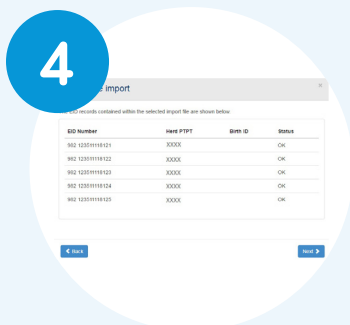 4
import ×
records contained within the selected import file are shown below
EID Number Herd PTPT Birth ID Status
982 123511118121 XXXX OK
982 123511118122 XXXX OK
982 123511118123 XXXX OK
982 123511118124 XXXX OK
982 123511118125 XXXX OK
Back Next